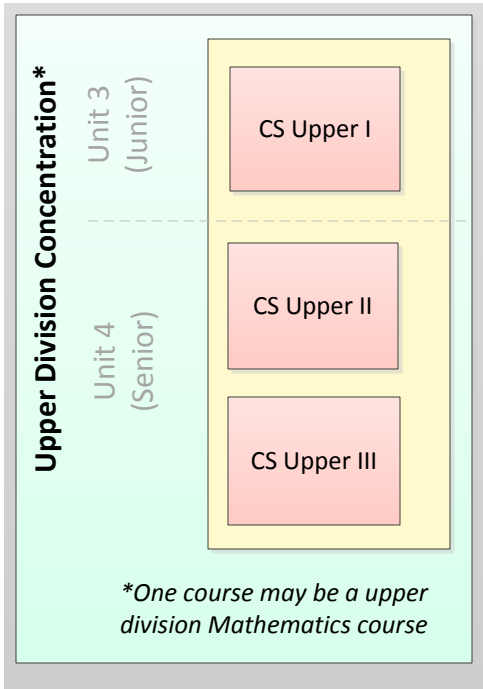 Upper Division Concentration*
Unit 3
(Junior)
CS Upper I
Unit 4
(Senior)
CS Upper II
CS Upper III
*One course may be a upper
division Mathematics course